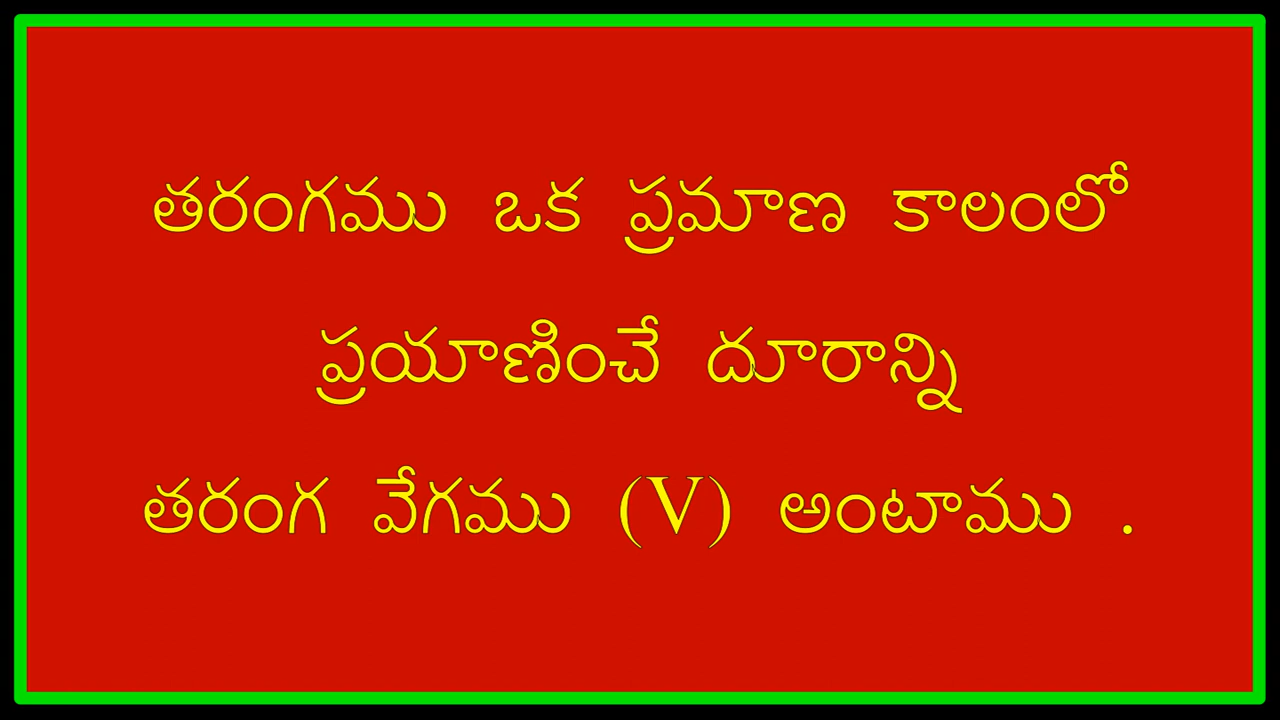 తరంగము ఒక ప్రమాణ కాలంలో
ప్రయాణించే దూరాన్ని
తరంగ వేగము (V) అంటాము .